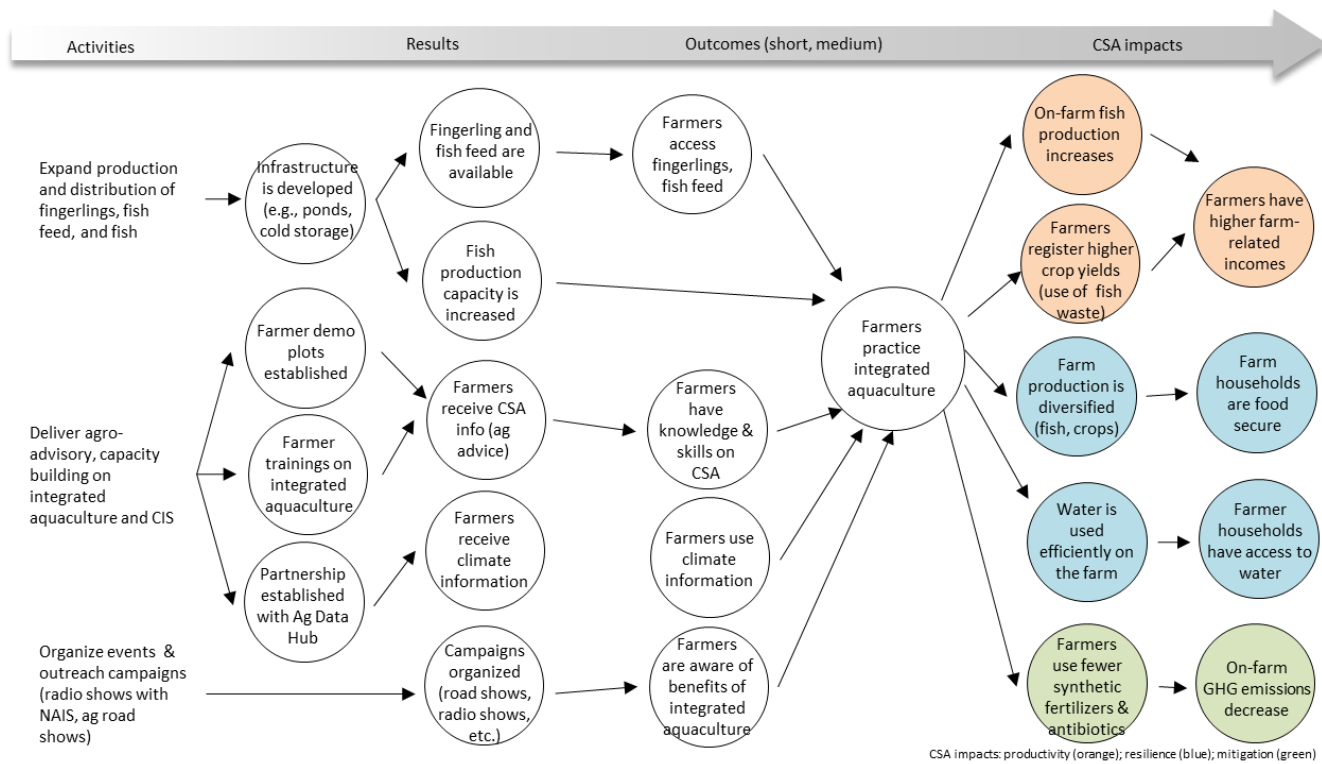 Activities
Results
Outcomes (short, medium)
CSA impacts
Expand production
and distribution of
fingerlings, fish
feed, and fish
Infrastructure
is developed
(e.g., ponds,
cold storage)
Fingerling and
fish feed are
available
Farmers
access
fingerlings,
fish feed
Fish
production
capacity is
increased
Deliver agro-
advisory, capacity
building on
integrated
aquaculture and CIS
Farmer demo
plots
established
Farmer
trainings on
integrated
aquaculture
Partnership
established
with Ag Data
Hub
Farmers
receive CSA
info (ag
advice)
Farmers
receive
climate
information
Farmers
have
knowledge &
skills on
CSA
Farmers use
climate
information
Organize events &
outreach campaigns
(radio shows with
NAIS, ag road
shows)
Campaigns
organized
(road shows,
radio shows,
etc.)
Farmers
are aware of
benefits of
integrated
aquaculture
Farmers
practice
integrated
aquaculture
On-farm fish
production
increases
Farmers
register higher
crop yields
(use of fish
waste)
Farmers have
higher farm-
related
incomes
Farm
production is
diversified
(fish, crops)
Farm
households
are food
secure
Water is
used
efficiently on
the farm
Farmer
households
have access to
water
Farmers
use fewer
synthetic
fertilizers &
antibiotics
On-farm
GHG emissions
decrease
CSA impacts: productivity (orange); resilience (blue); mitigation (green)